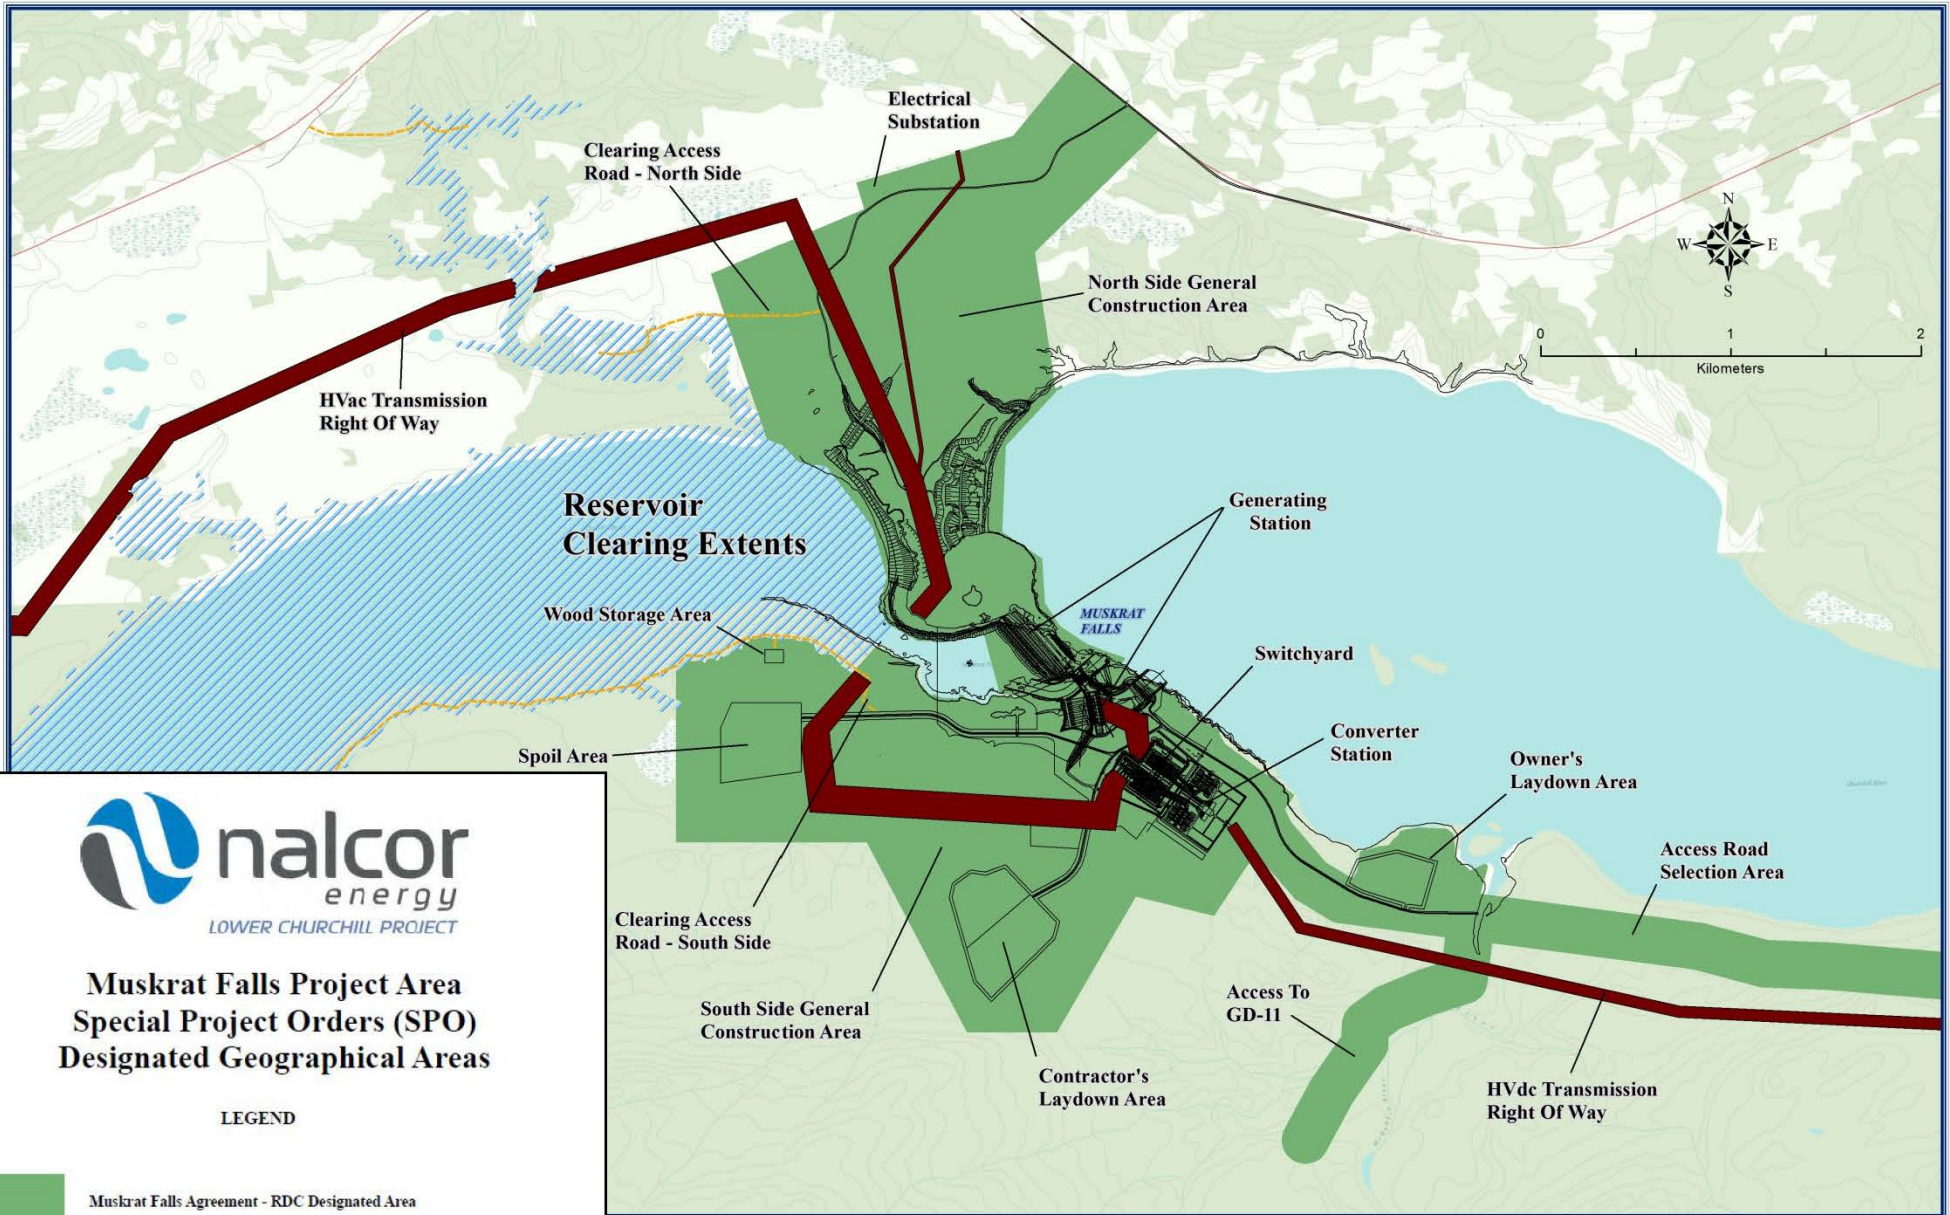 Electrical
Substation
Clearing Access
Road - North Side
N
W
E
S
North Side General
Construction Area
0
1
2
Kilometers
HVac Transmission
Right Of Way
Reservoir
Clearing Extents
Generating
Station
Wood Storage Area
MUSKRAT
FALLS
Switchyard
Converter
Station
Spoil Area
Owner's
Laydown Area
Access Road
Selection Area
Clearing Access
Road - South Side
South Side General
Construction Area
Access To
GD-11
Contractor's
Laydown Area
HVdc Transmission
Right Of Way
nalcor
energy
LOWER CHURCHILL PROJECT
Muskrat Falls Project Area
Special Project Orders (SPO)
Designated Geographical Areas
LEGEND
Muskrat Falls Agreement - RDC Designated Area